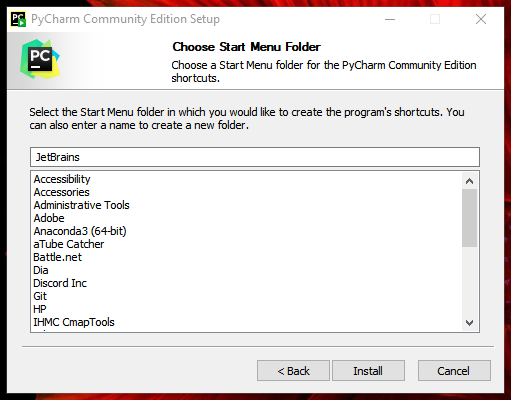 PC PyCharm Community Edition Setup
PC
Choose Start Menu Folder
Choose a Start Menu folder for the PyCharm Community Edition
shortcuts.
Select the Start Menu folder in which you would like to create the program's shortcuts. You
can also enter a name to create a new folder.
JetBrains
Accessibility
Accessories
Administrative Tools
Adobe
Anaconda3 (64-bit)
aTube Catcher
Battle.net
Dia
Discord Inc
Git
HP
IHMC CmapTools
< Back Install Cancel